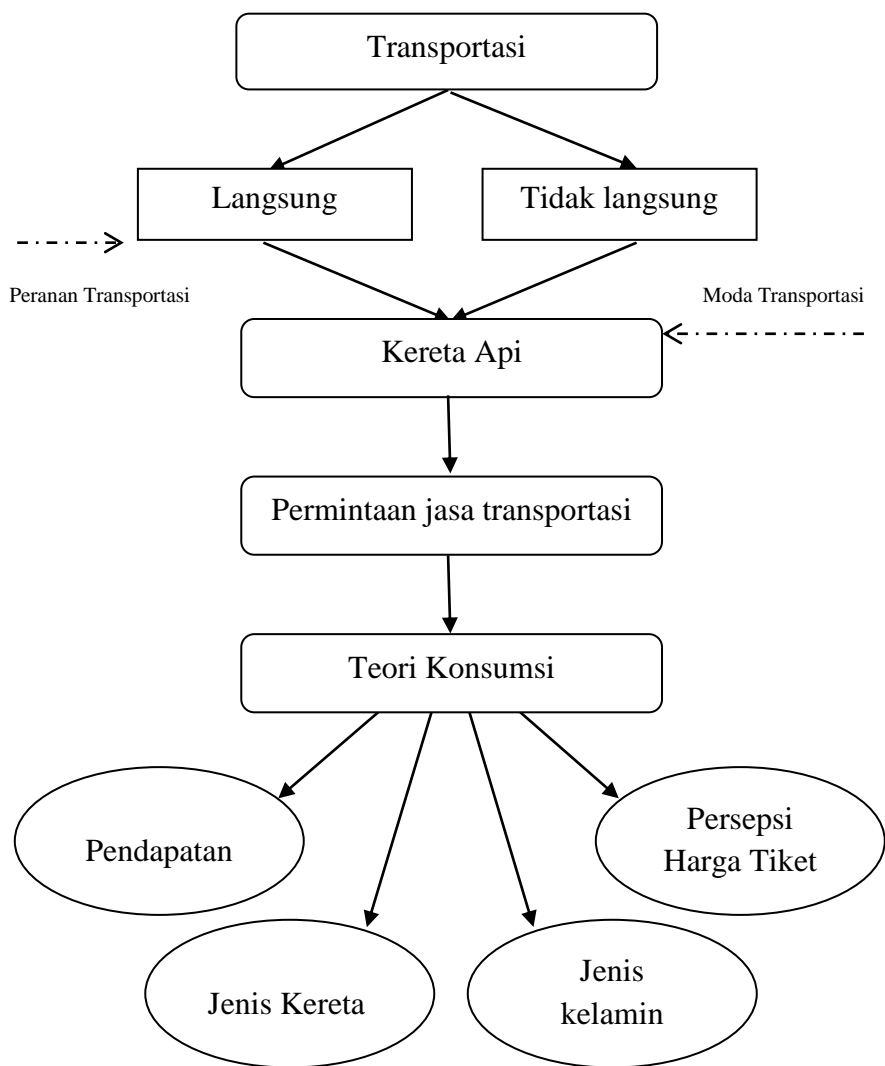 Transportasi
Langsung
Tidak langsung
Peranan Transportasi
Moda Transportasi
Kereta Api
Permintaan jasa transportasi
Teori Konsumsi
Pendapatan
Persepsi
Harga Tiket
Jenis Kereta
Jenis
kelamin